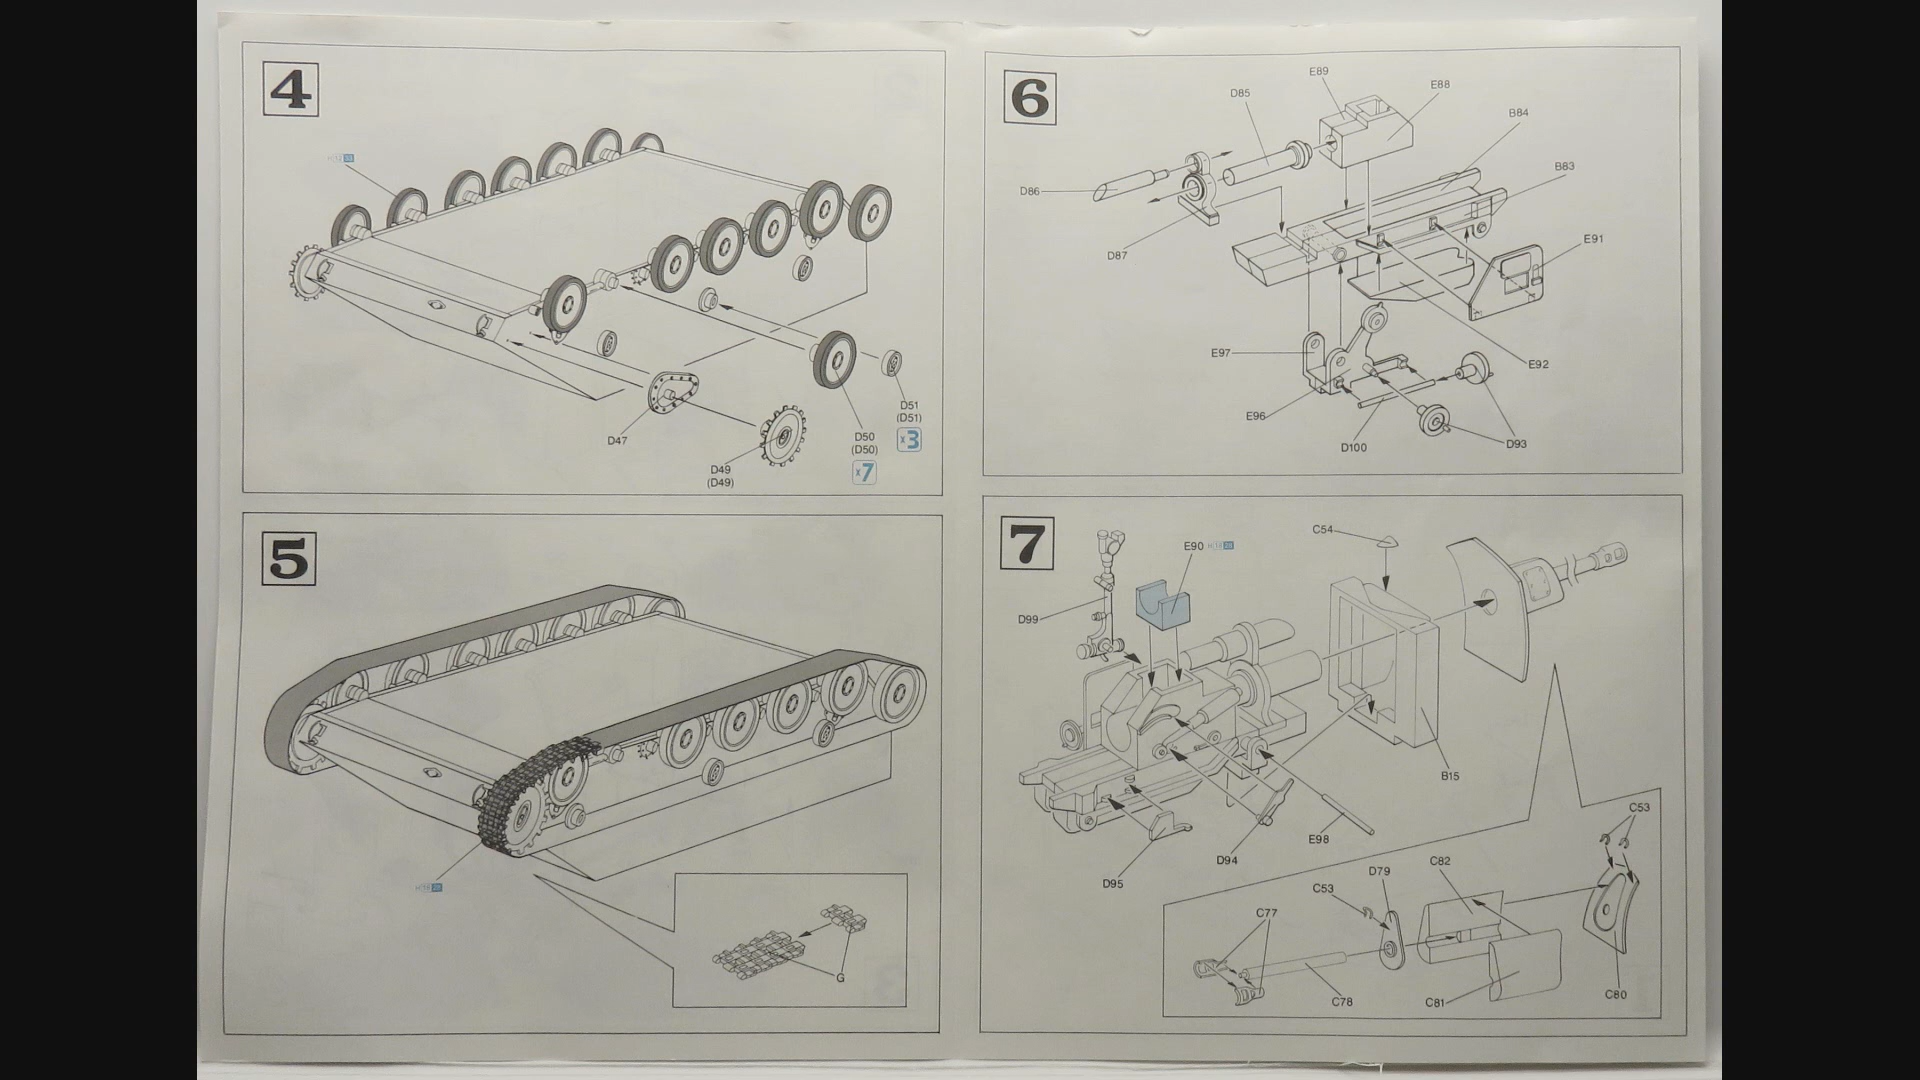 4
D47
D49
(D49)
D50
(D50)
x7
D51
(D51)
x3
5
G
6
E89
D85
E88
B84
B83
D86
D87
E91
E97
E92
E96
D100
D93
7
C54
E90
D99
B15
E98
D94
D95
C53
C82
D79
C53
C77
C78
C81
C80